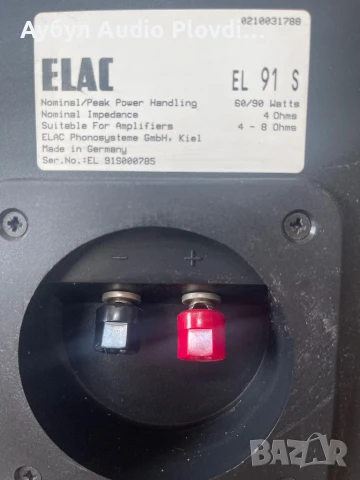 Аубул Audio Plovdi...
0210031788
ELAC
EL 91 S
Nominal/Peak Power Handling 60/90 Watts
Nominal Impedance 4 Ohms
Suitable For Amplifiers 4 - 8 Ohms
ELAC Phonosysteme GmbH, Kiel
Made in Germany
Ser.No.: EL 91S000785
- +
BAZAR